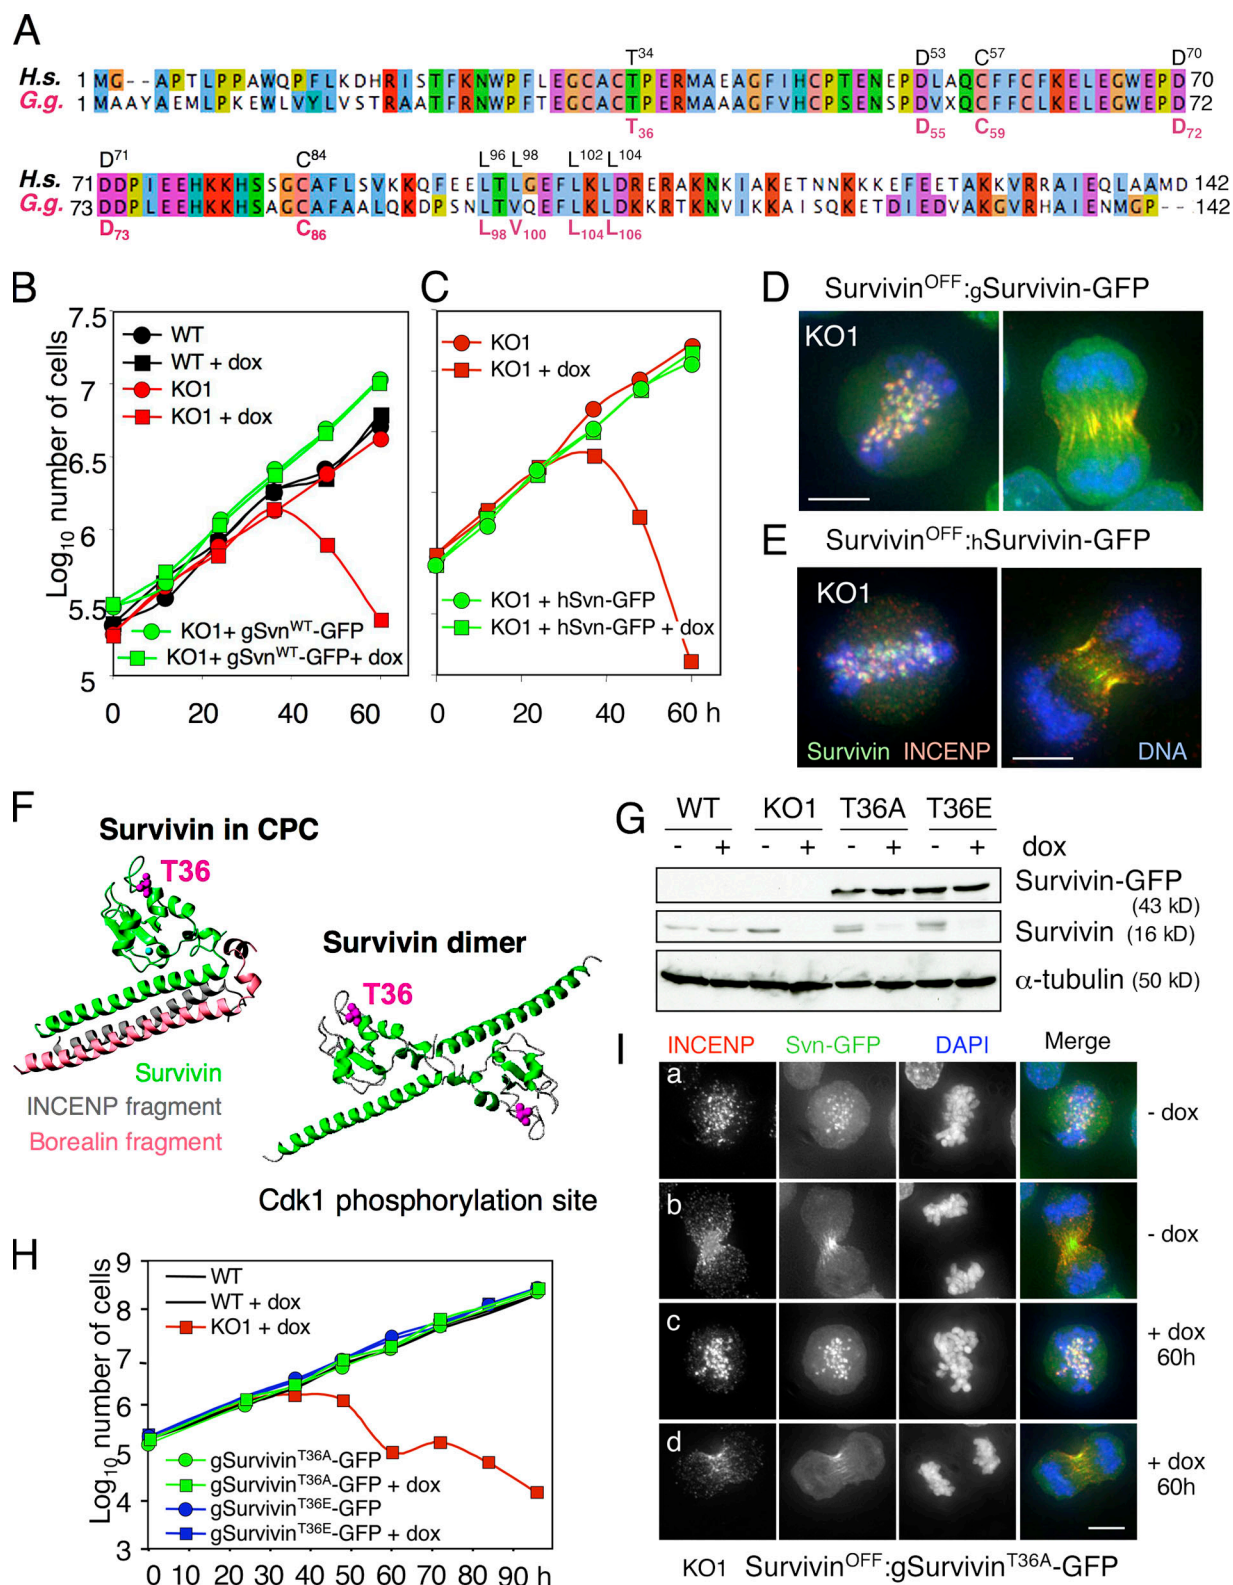 A
T34 D53 C57 D70
H.s. 1 MG--APTLPPAWQPFLKDHRISTFKNWPFLEGCACTPERMAEAGFIHCPTENEPDLAQCFFCFKELEGWEPD 70
G.g. 1 MAAYAEMLPKEWLVYLVSTRAATFRNWPFTEGCACTPERMAAAGFVHCPSENSPDVXQCFFCLKELEGWEPD 72
T36 D55 C59 D72
D71 C84 L96 L98 L102 L104
H.s. 71 DDPIEEHKKHSSGCAFLSVKKQFEELTLGEFLKLDRERAKNKIAKETNNKKKEFEETAKKVRRAIEQLAAMD 142
G.g. 73 DDPLEEHKKHSAGCAFAALQKDPSNLTVQEFLKLDKKRTKNVIKKAISQKETDIEDVAKGVRHAIENMGP-- 142
D73 C86 L98 V100 L104 L106
B
Log10 number of cells
7.5
7
6.5
6
5.5
5
WT
WT + dox
KO1
KO1 + dox
KO1+ gSvnWT-GFP
KO1+ gSvnWT-GFP+ dox
0 20 40 60
C
KO1
KO1 + dox
KO1 + hSvn-GFP
KO1 + hSvn-GFP + dox
0 20 40 60 h
D SurvivinOFF:gSurvivin-GFP
KO1
E SurvivinOFF:hSurvivin-GFP
KO1
Survivin INCENP DNA
F
Survivin in CPC
T36
Survivin dimer
T36
Survivin
INCENP fragment
Borealin fragment
Cdk1 phosphorylation site
G
WT KO1 T36A T36E
- + - + - + - + dox
Survivin-GFP
(43 kD)
Survivin (16 kD)
α-tubulin (50 kD)
H
Log10 number of cells
9
8
7
6
5
4
3
WT
WT + dox
KO1 + dox
gSurvivinT36A-GFP
gSurvivinT36A-GFP + dox
gSurvivinT36E-GFP
gSurvivinT36E-GFP + dox
0 10 20 30 40 50 60 70 80 90 h
I
INCENP Svn-GFP DAPI Merge
a - dox
b - dox
c + dox
60h
d + dox
60h
KO1 SurvivinOFF:gSurvivinT36A-GFP